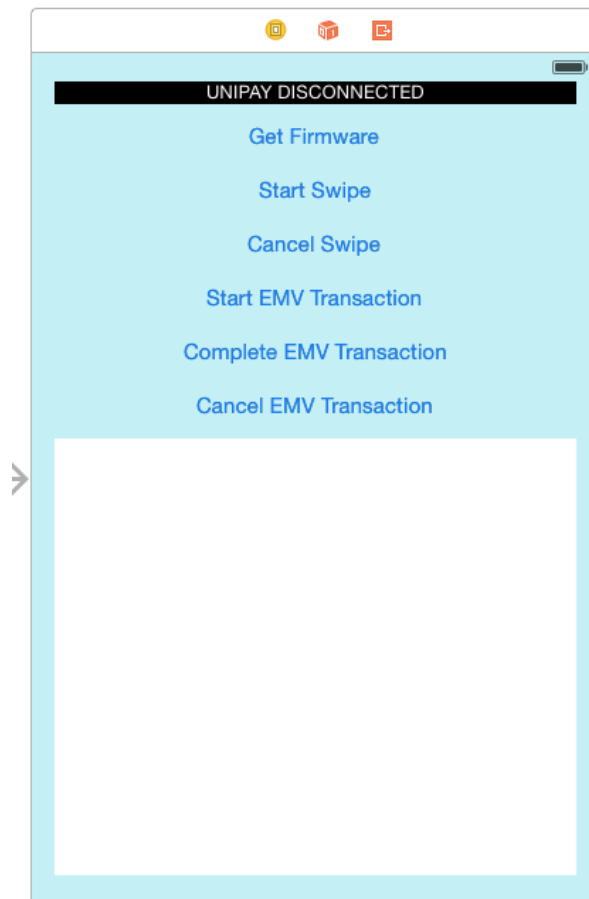 UNIPAY DISCONNECTED
Get Firmware
Start Swipe
Cancel Swipe
Start EMV Transaction
Complete EMV Transaction
Cancel EMV Transaction